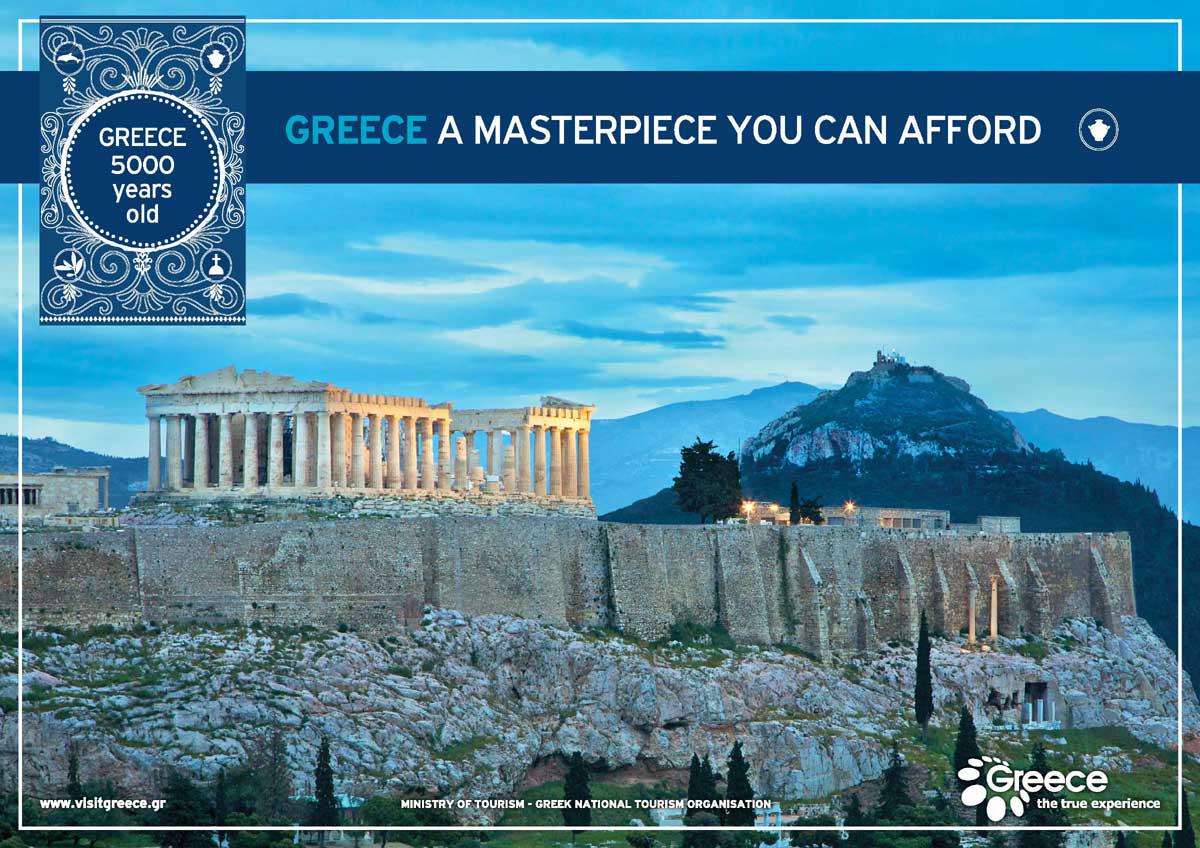 GREECE
5000
years
old
GREECE A MASTERPIECE YOU CAN AFFORD
www.visitgreece.gr
MINISTRY OF TOURISM - GREEK NATIONAL TOURISM ORGANISATION
Greece
the true experience